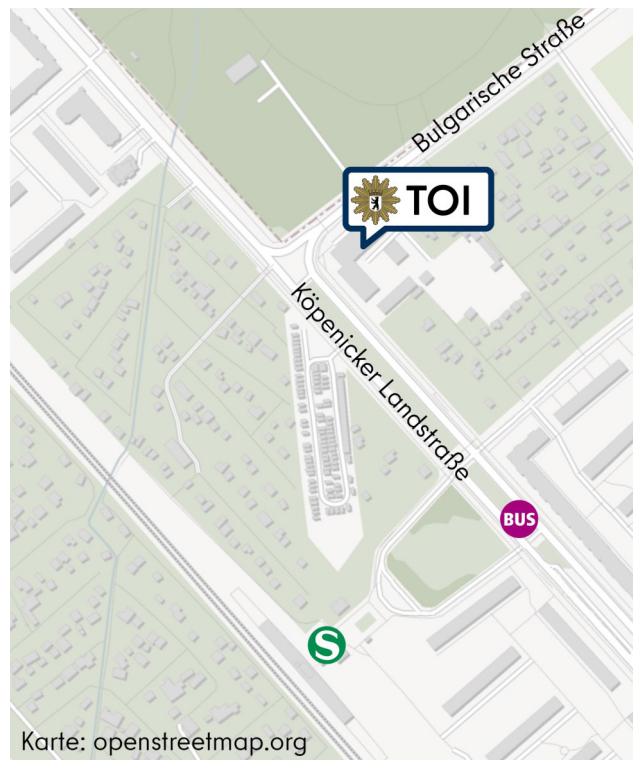 Bulgarische Straße
TOI
Köpenicker Landstraße
BUS
S
Karte: openstreetmap.org